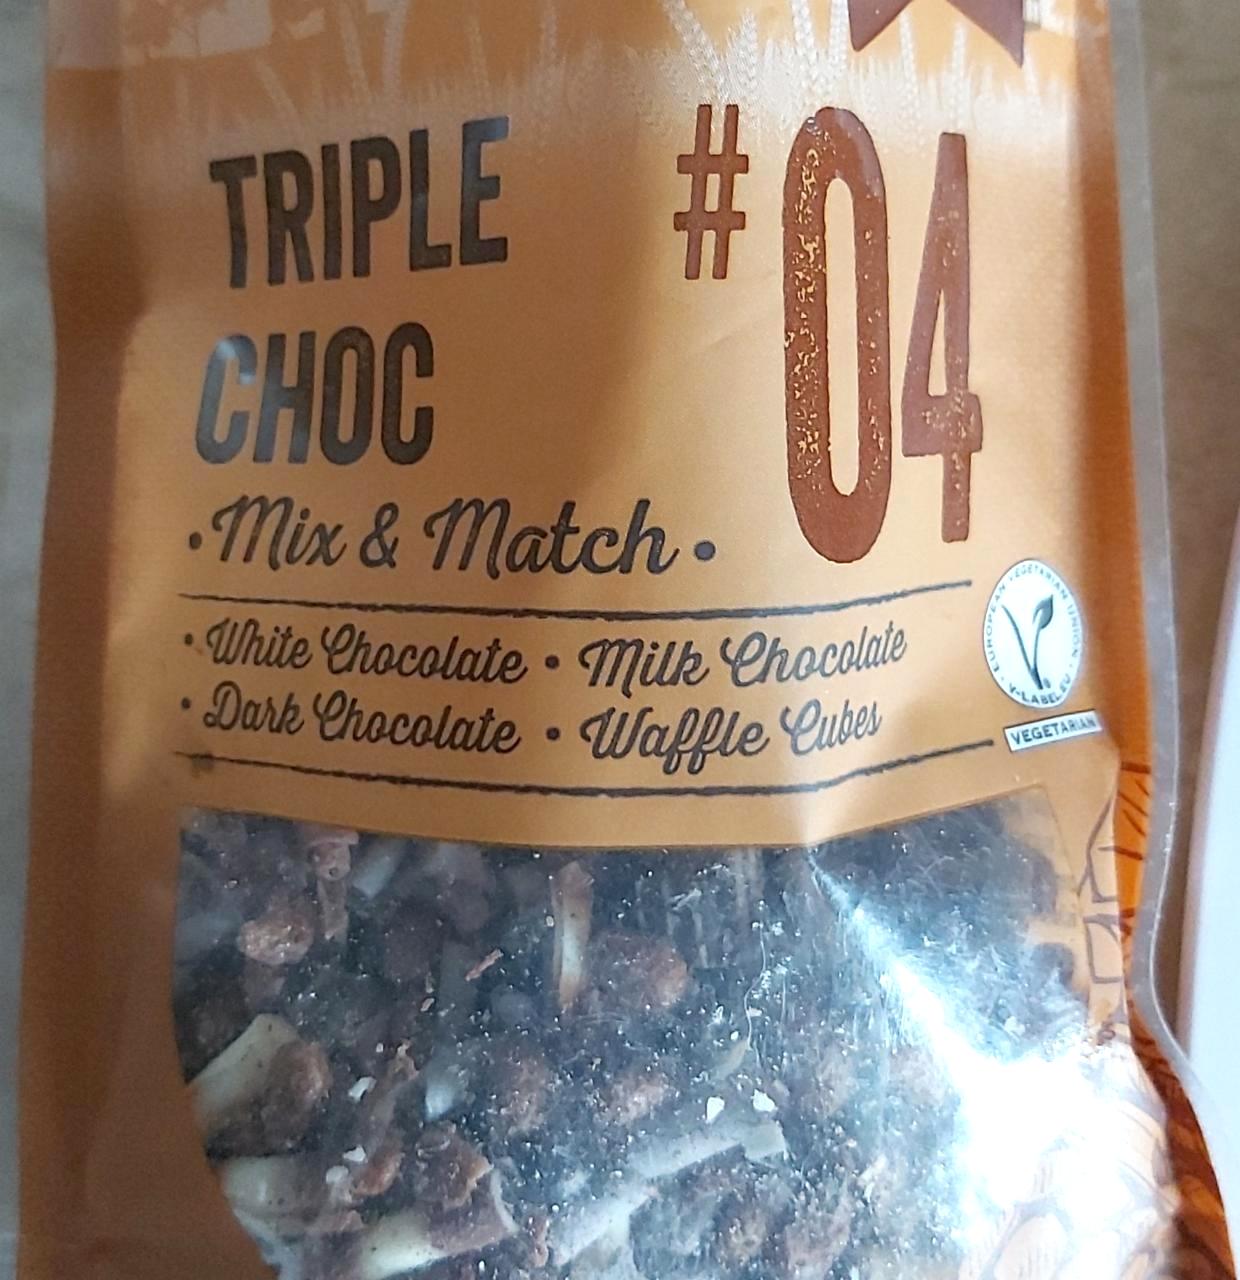 TRIPLE
CHOC
#04
• Mix & Match •
• White Chocolate • Milk Chocolate
• Dark Chocolate • Waffle Cubes
• EUROPEAN VEGETARIAN UNION •
V-LABEL.EU
VEGETARIAN